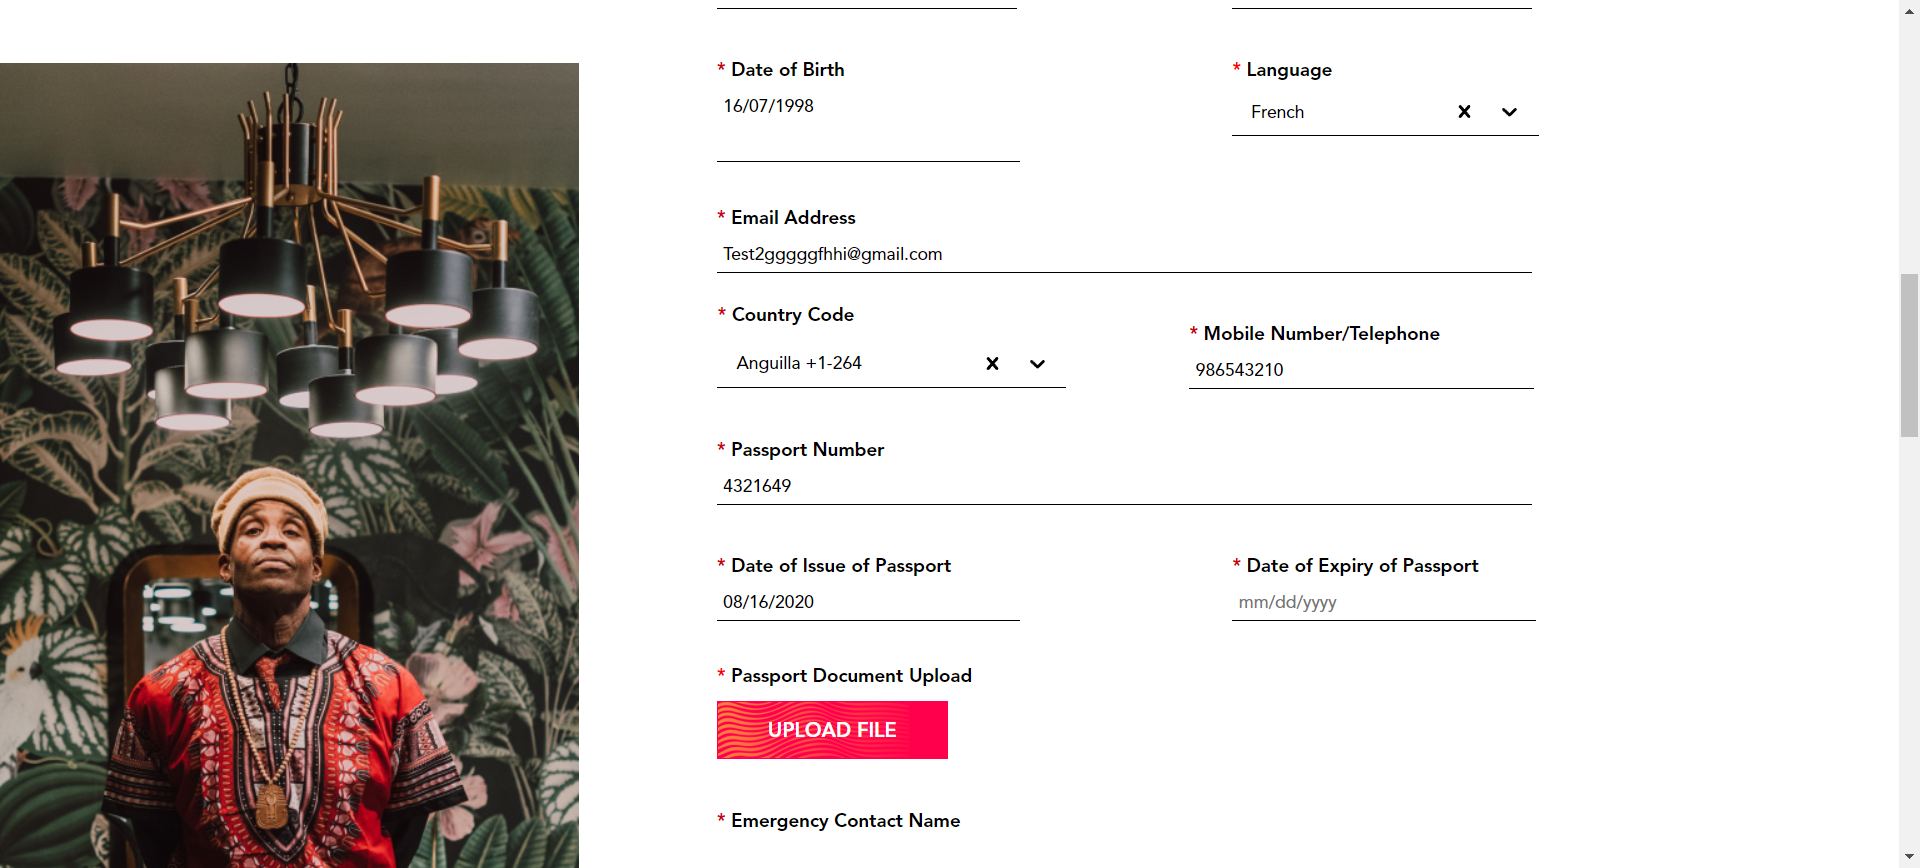 * Date of Birth
* Language
16/07/1998
French
* Email Address
Test2gggggfhhi@gmail.com
* Country Code
* Mobile Number/Telephone
Anguilla +1-264
986543210
* Passport Number
4321649
* Date of Issue of Passport
* Date of Expiry of Passport
08/16/2020
mm/dd/yyyy
* Passport Document Upload
UPLOAD FILE
* Emergency Contact Name